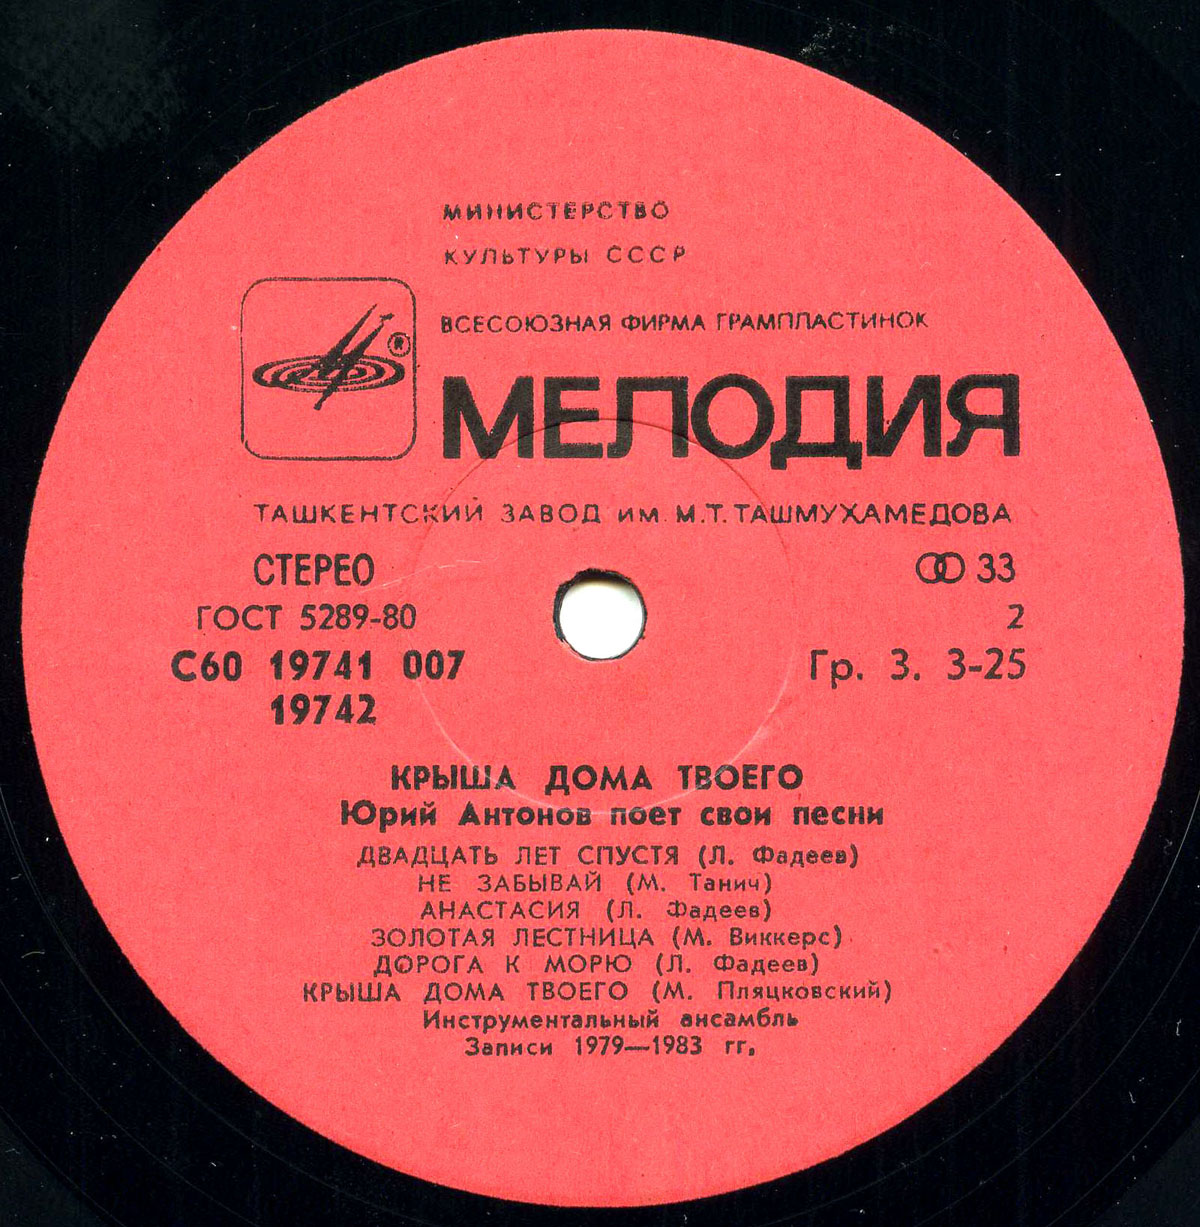 МИНИСТЕРСТВО
КУЛЬТУРЫ СССР
ВСЕСОЮЗНАЯ ФИРМА ГРАМПЛАСТИНОК
®
МЕЛОДИЯ
ТАШКЕНТСКИЙ ЗАВОД им М.Т.ТАШМУХАМЕДОВА
СТЕРЕО 33
ГОСТ 5289-80 2
С60 19741 007 Гр. 3. 3-25
19742
КРЫША ДОМА ТВОЕГО
Юрий Антонов поет свои песни
ДВАДЦАТЬ ЛЕТ СПУСТЯ (Л. Фадеев)
НЕ ЗАБЫВАЙ (М. Танич)
АНАСТАСИЯ (Л. Фадеев)
ЗОЛОТАЯ ЛЕСТНИЦА (М. Виккерс)
ДОРОГА К МОРЮ (Л. Фадеев)
КРЫША ДОМА ТВОЕГО (М. Пляцковский)
Инструментальный ансамбль
Записи 1979—1983 гг.